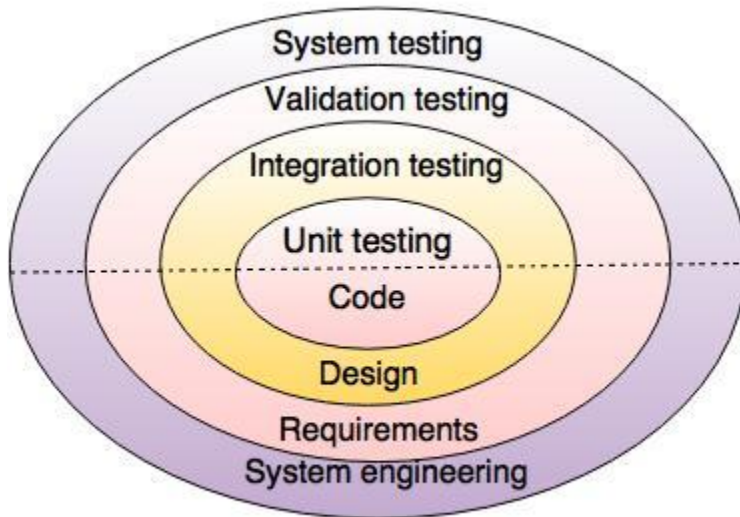 System testing
Validation testing
Integration testing
Unit testing
Code
Design
Requirements
System engineering